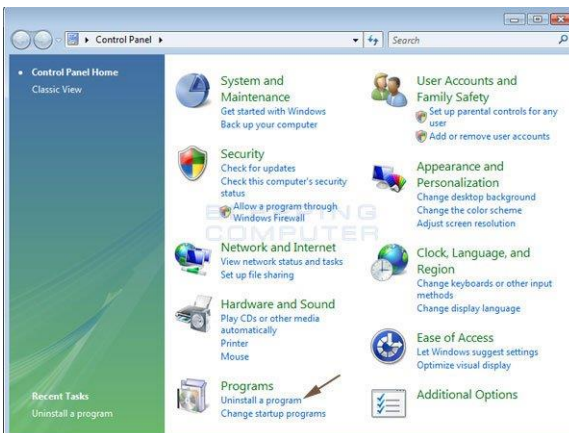 Control Panel
Search
Control Panel Home
Classic View
Recent Tasks
Uninstall a program
System and
Maintenance
Get started with Windows
Back up your computer
Security
Check for updates
Check this computer's security
status
Allow a program through
Windows Firewall
Network and Internet
View network status and tasks
Set up file sharing
Hardware and Sound
Play CDs or other media
automatically
Printer
Mouse
Programs
Uninstall a program
Change startup programs
User Accounts and
Family Safety
Set up parental controls for any
user
Add or remove user accounts
Appearance and
Personalization
Change desktop background
Change the color scheme
Adjust screen resolution
Clock, Language, and
Region
Change keyboards or other input
methods
Change display language
Ease of Access
Let Windows suggest settings
Optimize visual display
Additional Options
BLEEPING
COMPUTER